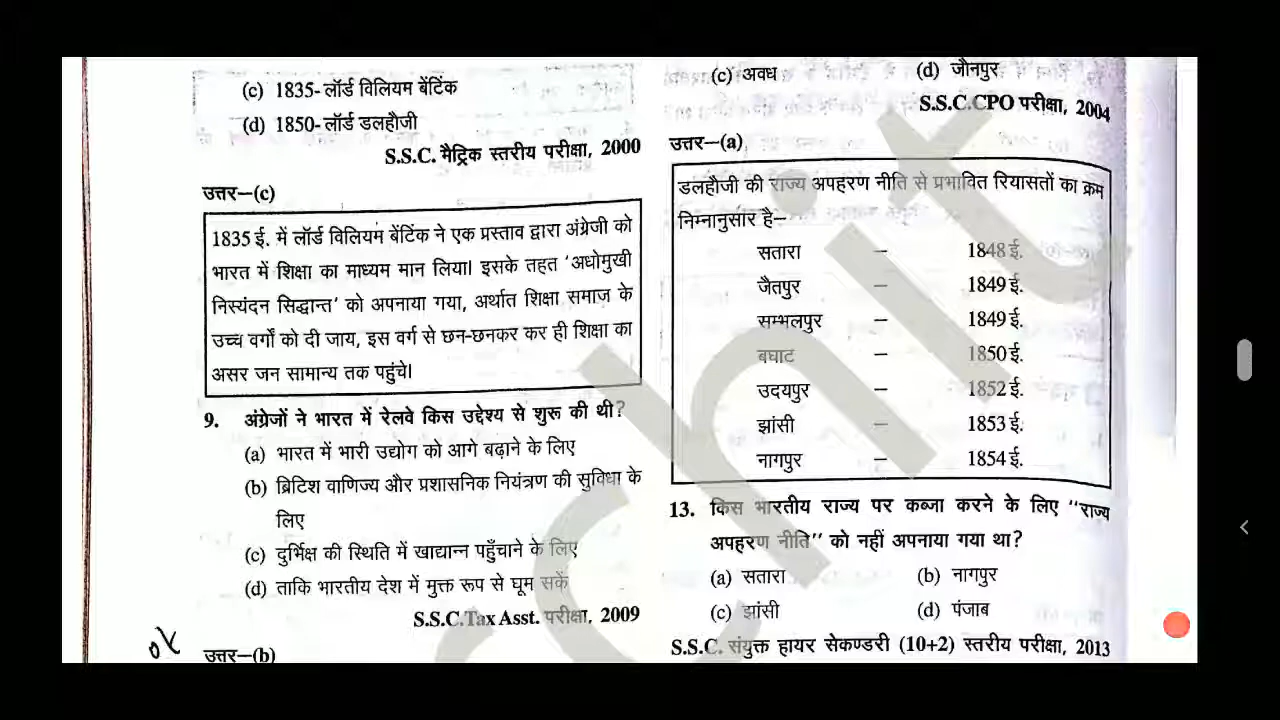 (c) 1835- लॉर्ड विलियम बेंटिंक
(d) 1850- लॉर्ड डलहौजी
S.S.C. मैट्रिक स्तरीय परीक्षा, 2000
उत्तर—(c)
1835 ई. में लॉर्ड विलियम बेंटिंक ने एक प्रस्ताव द्वारा अंग्रेजी को
भारत में शिक्षा का माध्यम मान लिया। इसके तहत 'अधोमुखी
निस्यंदन सिद्धान्त' को अपनाया गया, अर्थात शिक्षा समाज के
उच्च वर्गों को दी जाय, इस वर्ग से छन-छनकर कर ही शिक्षा का
असर जन सामान्य तक पहुंचे।
9. अंग्रेजों ने भारत में रेलवे किस उद्देश्य से शुरू की थी?
(a) भारत में भारी उद्योग को आगे बढ़ाने के लिए
(b) ब्रिटिश वाणिज्य और प्रशासनिक नियंत्रण की सुविधा के
लिए
(c) दुर्भिक्ष की स्थिति में खाद्यान्न पहुँचाने के लिए
(d) ताकि भारतीय देश में मुक्त रूप से घूम सकें
S.S.C.Tax Asst. परीक्षा, 2009
उत्तर—(b)
(c) अवध (d) जौनपुर
S.S.C.CPO परीक्षा, 2004
उत्तर—(a)
डलहौजी की राज्य अपहरण नीति से प्रभावित रियासतों का क्रम
निम्नानुसार है—
सतारा – 1848 ई.
जैतपुर – 1849 ई.
सम्भलपुर – 1849 ई.
बघाट – 1850 ई.
उदयपुर – 1852 ई.
झांसी – 1853 ई.
नागपुर – 1854 ई.
13. किस भारतीय राज्य पर कब्जा करने के लिए "राज्य
अपहरण नीति" को नहीं अपनाया गया था?
(a) सतारा (b) नागपुर
(c) झांसी (d) पंजाब
S.S.C. संयुक्त हायर सेकण्डरी (10+2) स्तरीय परीक्षा, 2013